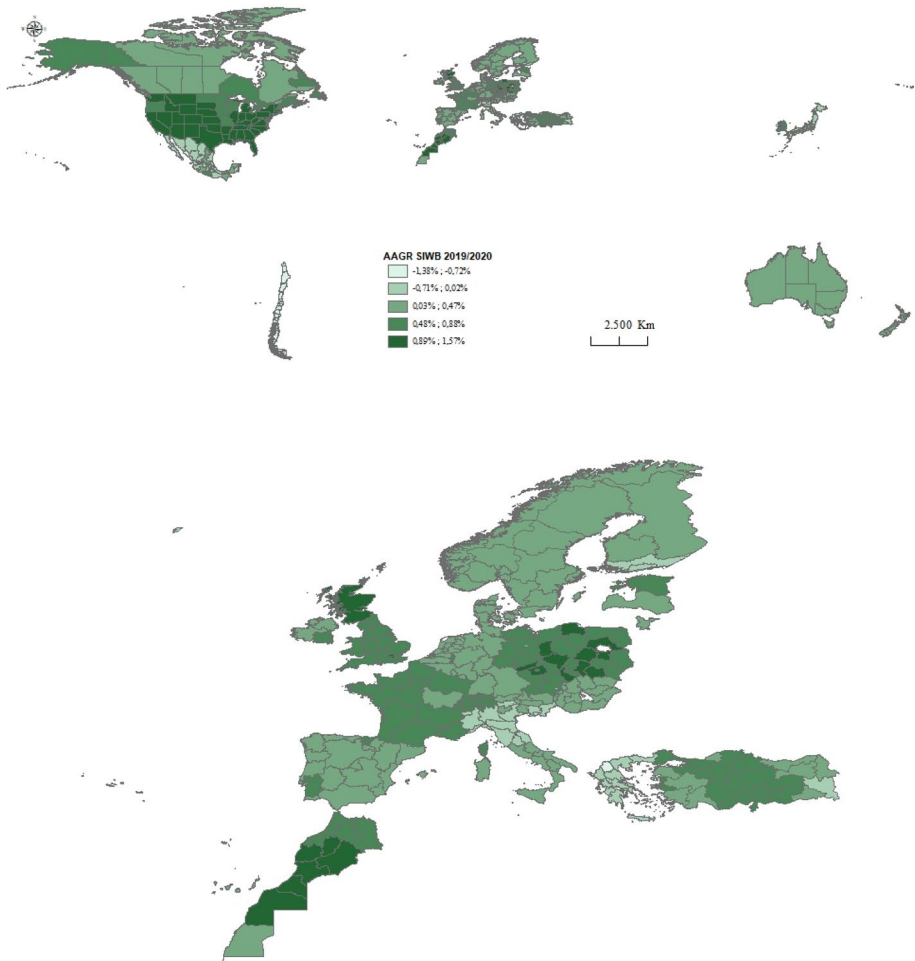 AAGR SIWB 2019/2020
-1,38% ; -0,72%
-0,71% ; 0,02%
0,03% ; 0,47%
0,48% ; 0,88%
0,89% ; 1,57%
2.500 Km